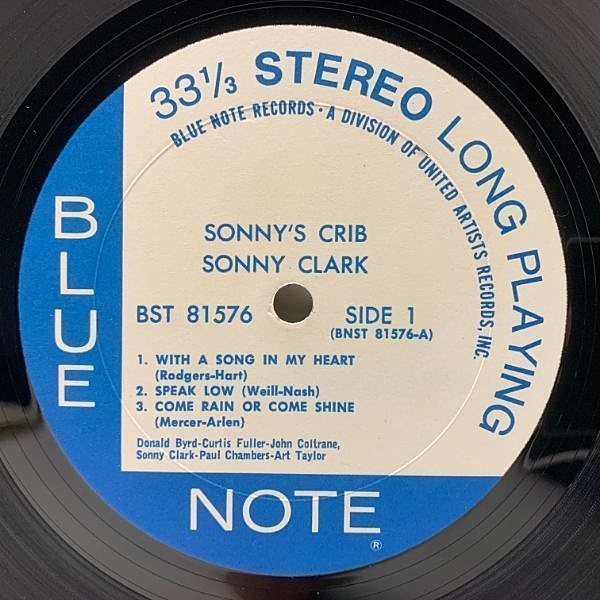 33 1/3 STEREO LONG PLAYING
BLUE NOTE RECORDS • A DIVISION OF UNITED ARTISTS RECORDS, INC.
SONNY'S CRIB
SONNY CLARK
BST 81576 SIDE 1
(BNST 81576-A)
1. WITH A SONG IN MY HEART
(Rodgers-Hart)
2. SPEAK LOW (Weill-Nash)
3. COME RAIN OR COME SHINE
(Mercer-Arlen)
Donald Byrd-Curtis Fuller-John Coltrane,
Sonny Clark-Paul Chambers-Art Taylor
BLUE
NOTE
®